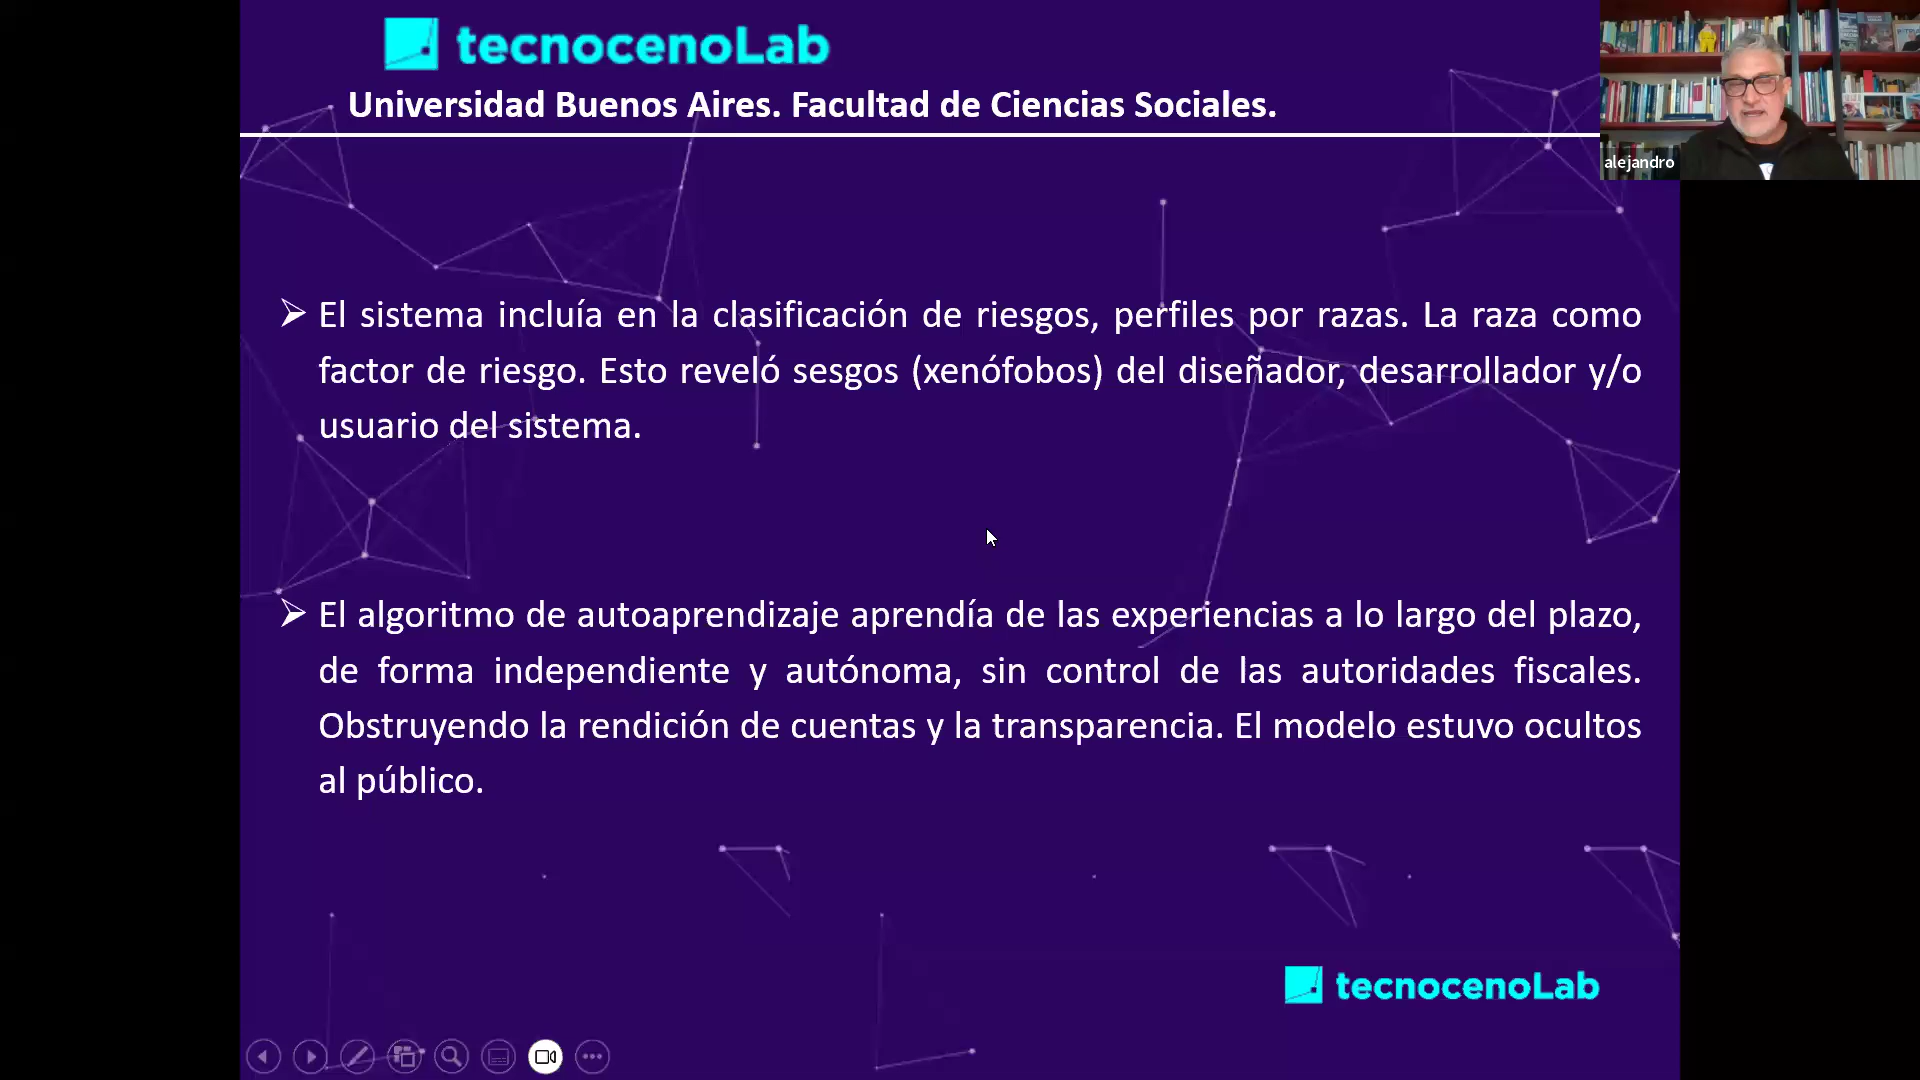 tecnocenoLab
Universidad Buenos Aires. Facultad de Ciencias Sociales.
alejandro
El sistema incluía en la clasificación de riesgos, perfiles por razas. La raza como
factor de riesgo. Esto reveló sesgos (xenófobos) del diseñador, desarrollador y/o
usuario del sistema.
El algoritmo de autoaprendizaje aprendía de las experiencias a lo largo del plazo,
de forma independiente y autónoma, sin control de las autoridades fiscales.
Obstruyendo la rendición de cuentas y la transparencia. El modelo estuvo ocultos
al público.
tecnocenoLab